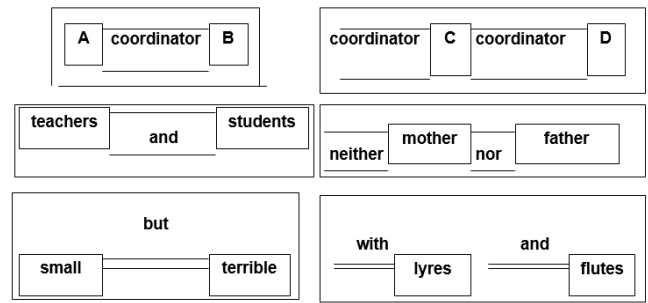 A coordinator B
coordinator C coordinator D
teachers and students
neither mother nor father
but
small terrible
with lyres and flutes